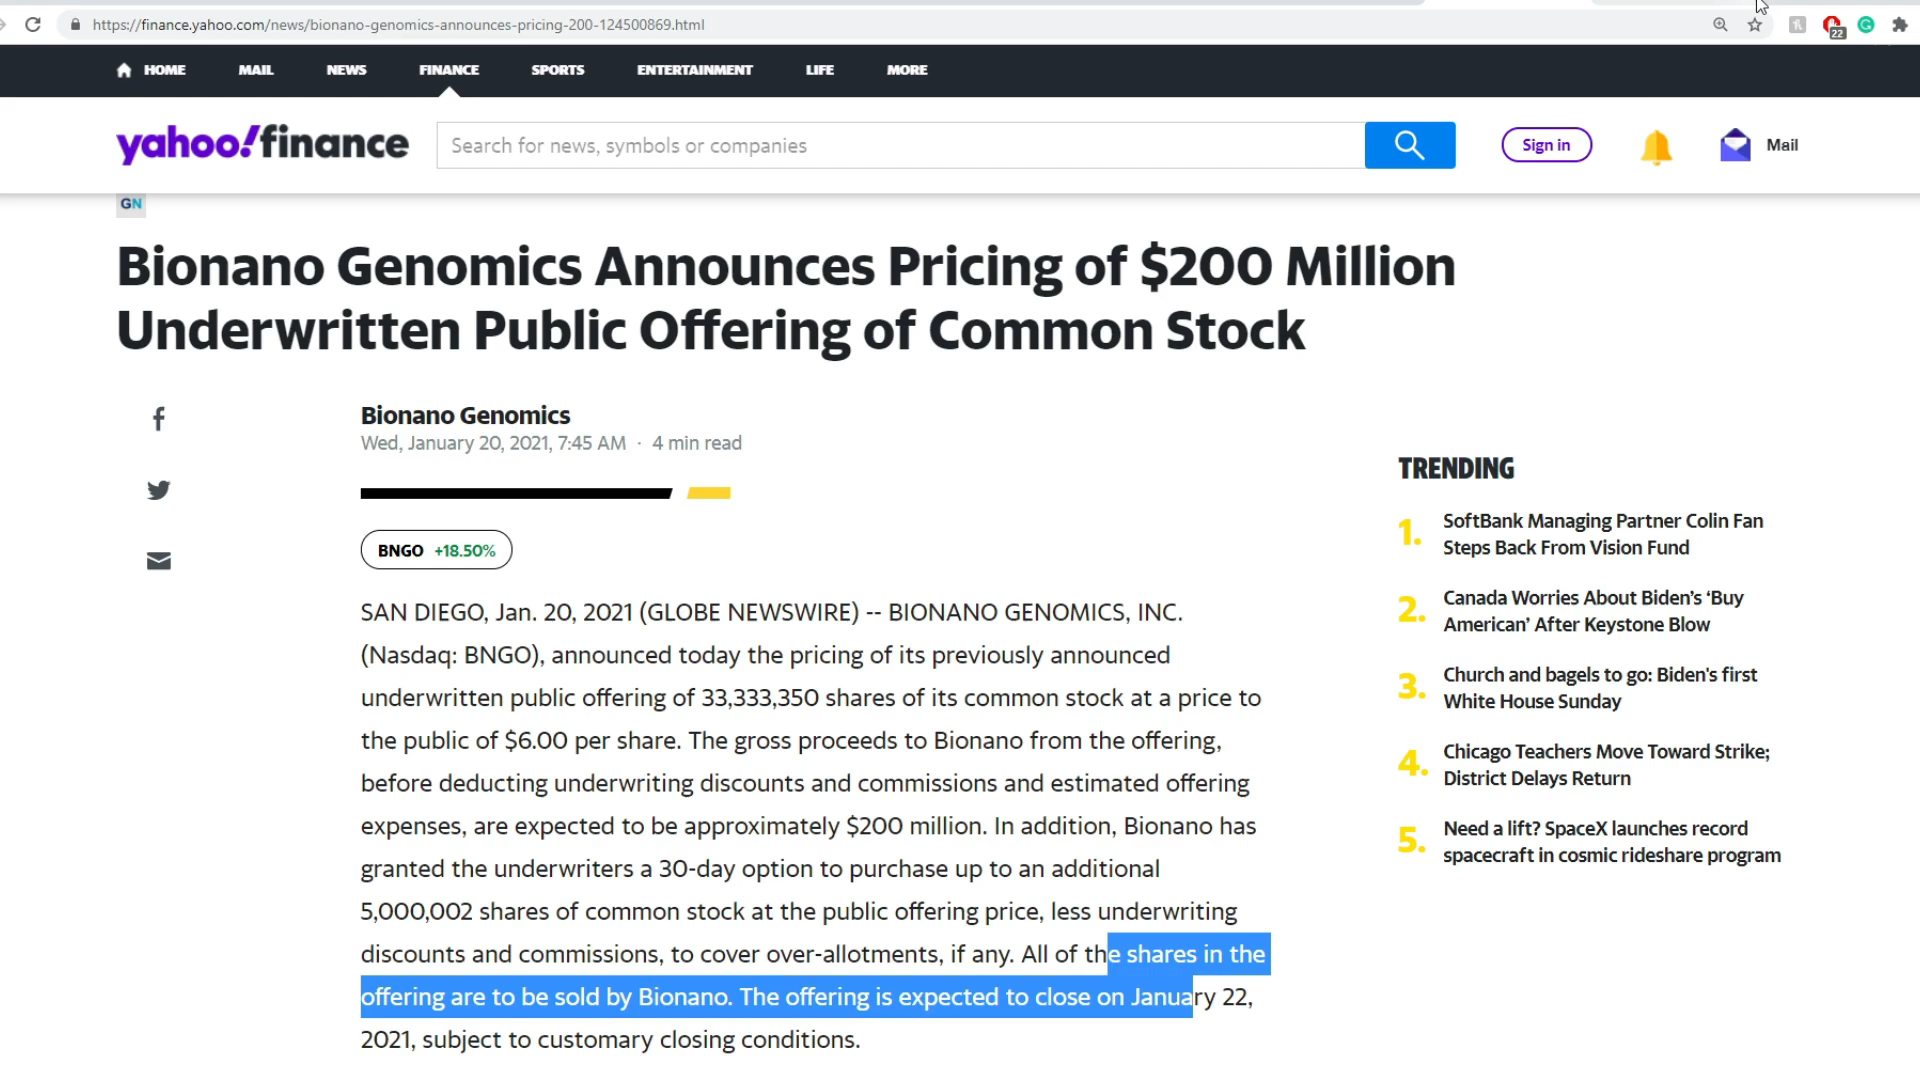 https://finance.yahoo.com/news/bionano-genomics-announces-pricing-200-124500869.html
22
HOME MAIL NEWS FINANCE SPORTS ENTERTAINMENT LIFE MORE
yahoo!finance
Search for news, symbols or companies
Sign in
Mail
GN
Bionano Genomics Announces Pricing of $200 Million
Underwritten Public Offering of Common Stock
Bionano Genomics
Wed, January 20, 2021, 7:45 AM · 4 min read
BNGO +18.50%
SAN DIEGO, Jan. 20, 2021 (GLOBE NEWSWIRE) -- BIONANO GENOMICS, INC.
(Nasdaq: BNGO), announced today the pricing of its previously announced
underwritten public offering of 33,333,350 shares of its common stock at a price to
the public of $6.00 per share. The gross proceeds to Bionano from the offering,
before deducting underwriting discounts and commissions and estimated offering
expenses, are expected to be approximately $200 million. In addition, Bionano has
granted the underwriters a 30-day option to purchase up to an additional
5,000,002 shares of common stock at the public offering price, less underwriting
discounts and commissions, to cover over-allotments, if any. All of the shares in the
offering are to be sold by Bionano. The offering is expected to close on January 22,
2021, subject to customary closing conditions.
TRENDING
1. SoftBank Managing Partner Colin Fan
Steps Back From Vision Fund
2. Canada Worries About Biden's ‘Buy
American’ After Keystone Blow
3. Church and bagels to go: Biden's first
White House Sunday
4. Chicago Teachers Move Toward Strike;
District Delays Return
5. Need a lift? SpaceX launches record
spacecraft in cosmic rideshare program